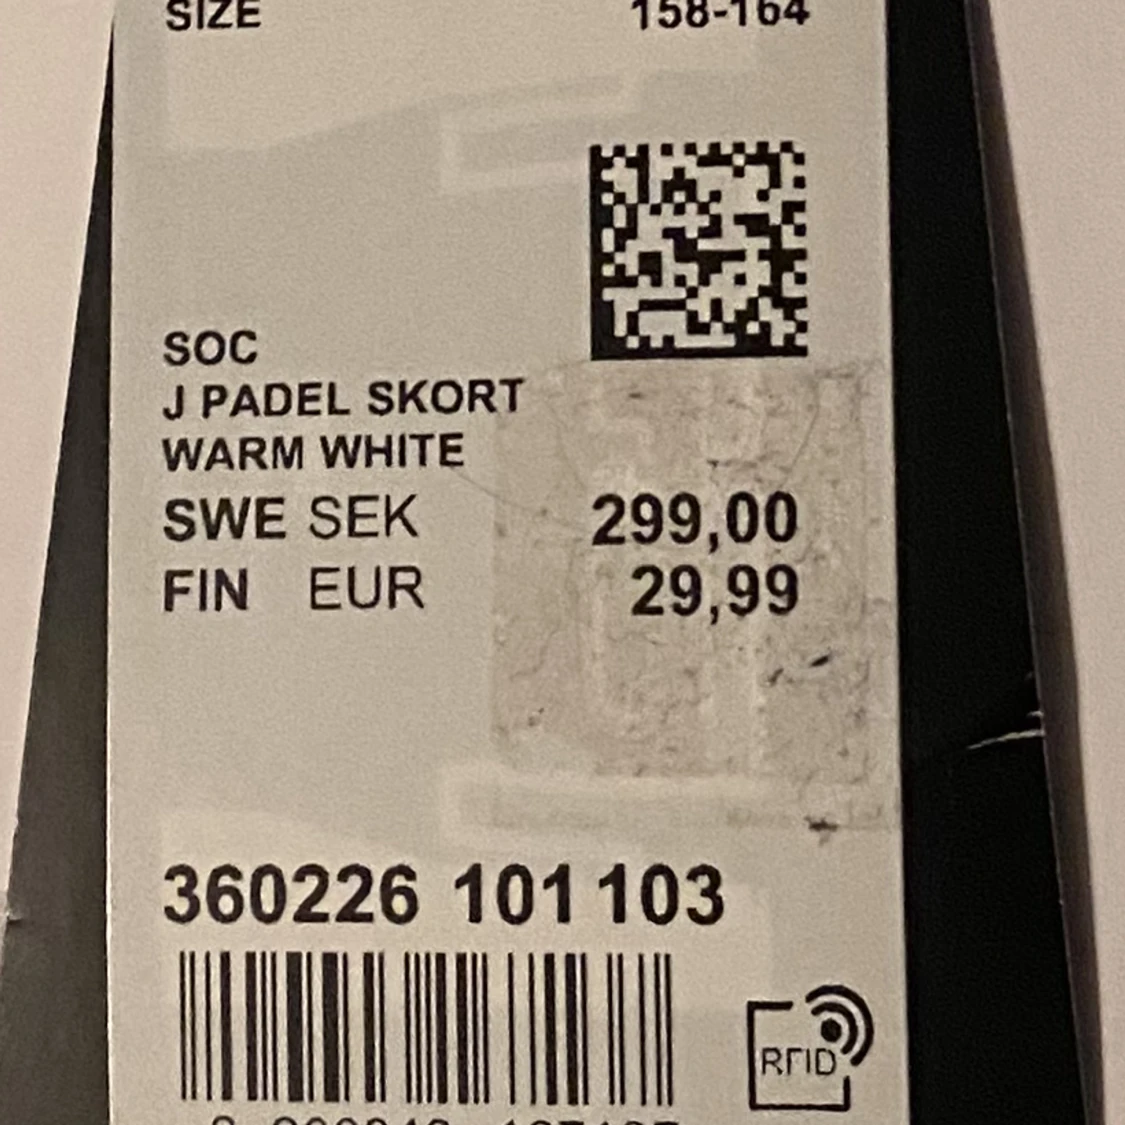 SIZE 158-164
SOC
J PADEL SKORT
WARM WHITE
SWE SEK 299,00
FIN EUR 29,99
360226 101 103
RFID